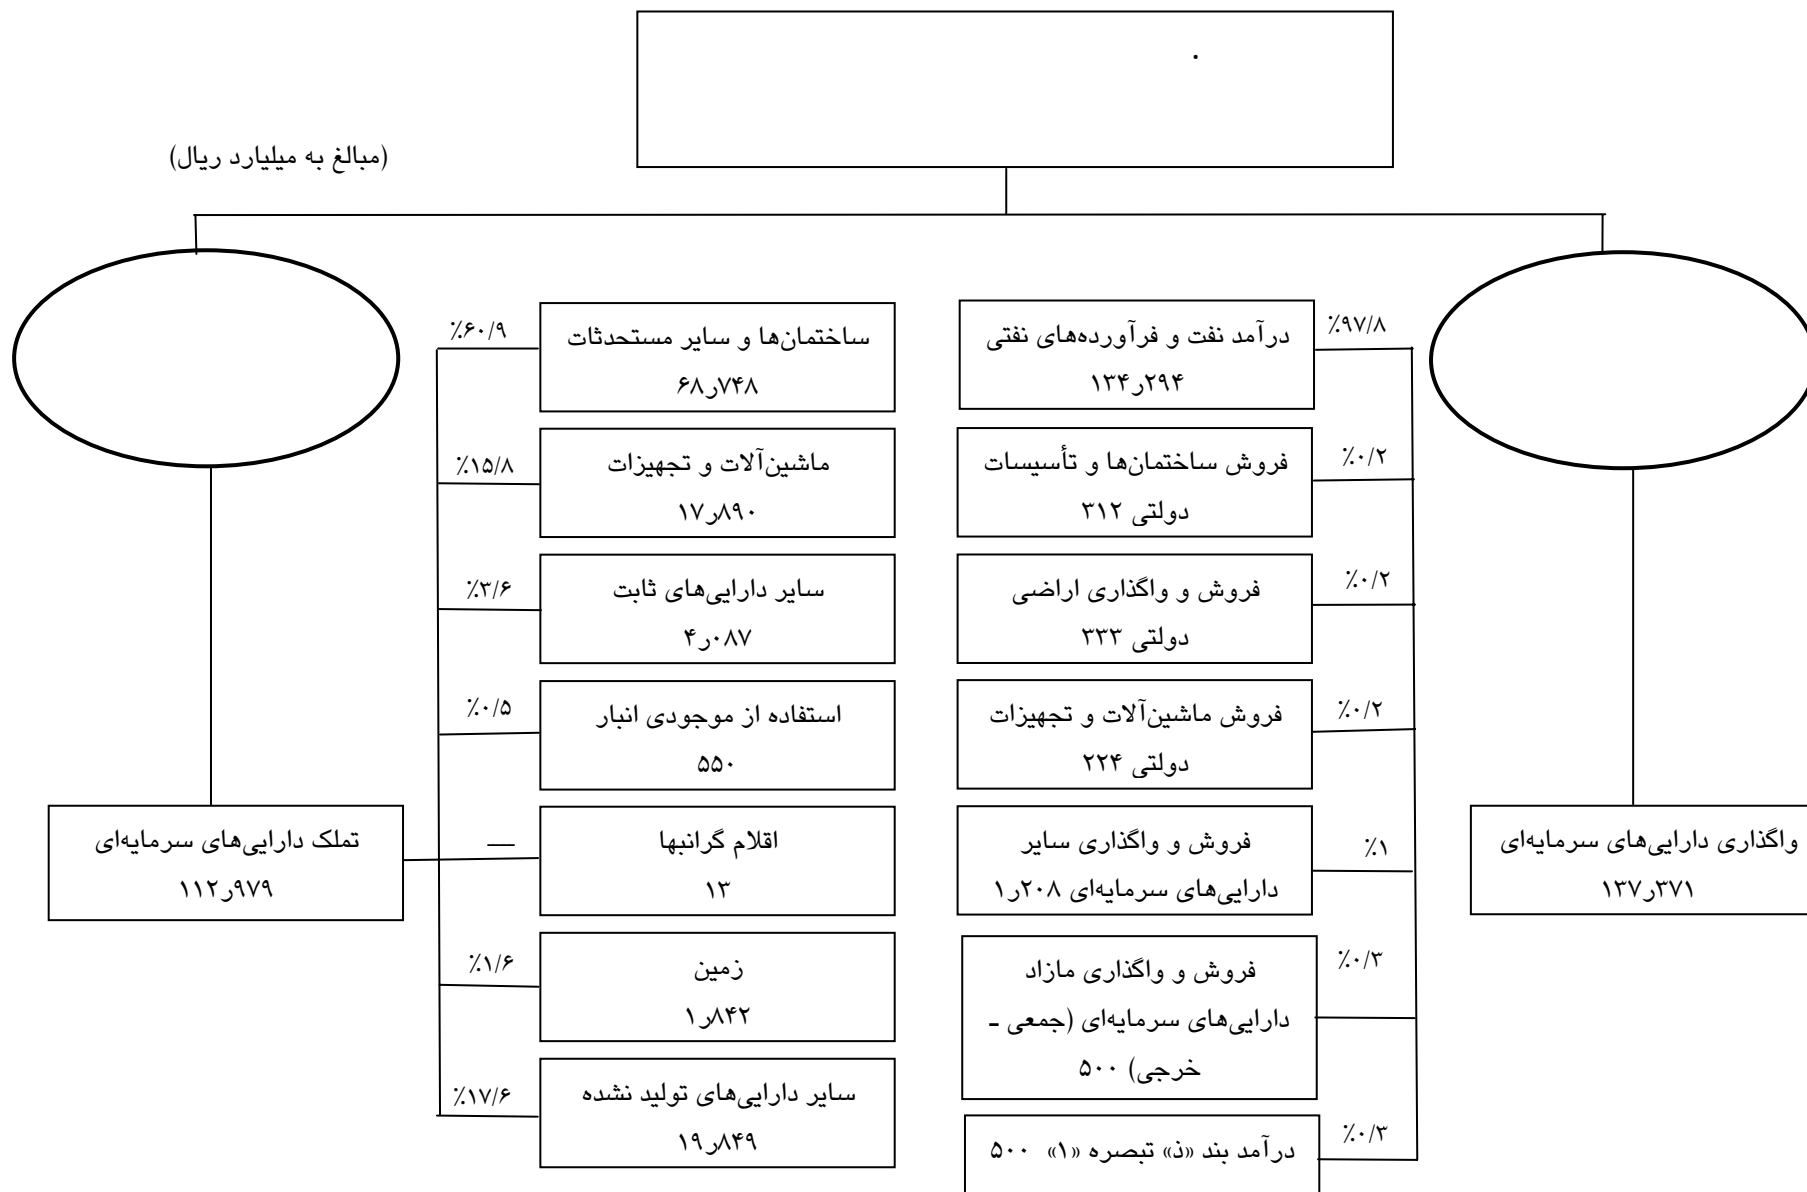 (مبالغ به میلیارد ریال)
٪۹۷/۸
درآمد نفت و فرآورده‌های نفتی
۱۳۴ر۲۹۴
٪۰/۲
فروش ساختمان‌ها و تأسیسات
دولتی ۳۱۲
٪۰/۲
فروش و واگذاری اراضی
دولتی ۳۳۳
٪۰/۲
فروش ماشین‌آلات و تجهیزات
دولتی ۲۲۴
٪۱
فروش و واگذاری سایر
دارایی‌های سرمایه‌ای ۱ر۲۰۸
٪۰/۳
فروش و واگذاری مازاد
دارایی‌های سرمایه‌ای (جمعی ـ
خرجی) ۵۰۰
٪۰/۳
درآمد بند «ذ» تبصره «۱» ۵۰۰
واگذاری دارایی‌های سرمایه‌ای
۱۳۷ر۳۷۱
ساختمان‌ها و سایر مستحدثات
۶۸ر۷۴۸
٪۶۰/۹
ماشین‌آلات و تجهیزات
۱۷ر۸۹۰
٪۱۵/۸
سایر دارایی‌های ثابت
۴ر۰۸۷
٪۳/۶
استفاده از موجودی انبار
۵۵۰
٪۰/۵
اقلام گرانبها
۱۳
—
زمین
۱ر۸۴۲
٪۱/۶
سایر دارایی‌های تولید نشده
۱۹ر۸۴۹
٪۱۷/۶
تملک دارایی‌های سرمایه‌ای
۱۱۲ر۹۷۹